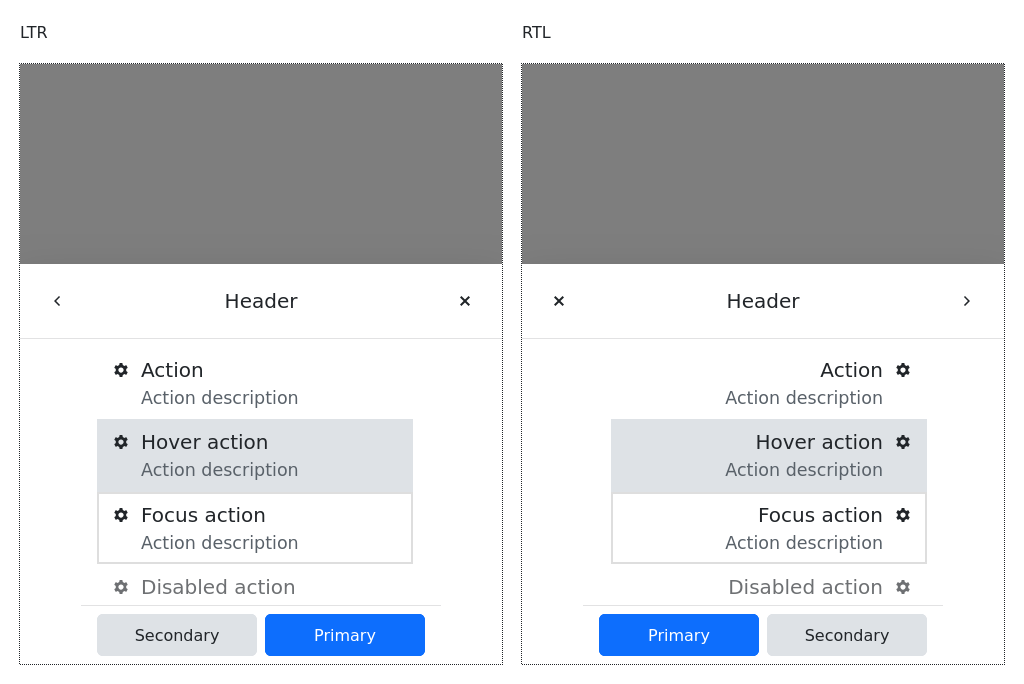 LTR
Header
Action
Action description
Hover action
Action description
Focus action
Action description
Disabled action
Secondary
Primary
RTL
Header
Action
Action description
Hover action
Action description
Focus action
Action description
Disabled action
Primary
Secondary